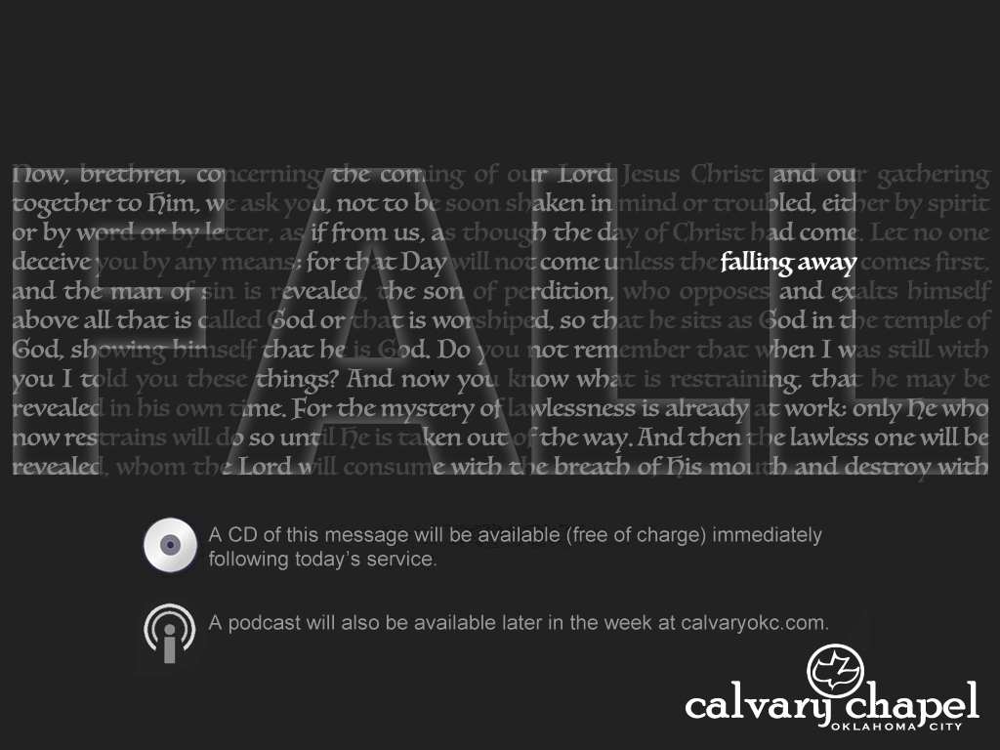 Now, brethren, concerning the coming of our Lord Jesus Christ and our gathering
together to Him, we ask you, not to be soon shaken in mind or troubled, either by spirit
or by word or by letter, as if from us, as though the day of Christ had come. Let no one
deceive you by any means: for that Day will not come unless the falling away comes first,
and the man of sin is revealed, the son of perdition, who opposes and exalts himself
above all that is called God or that is worshiped, so that he sits as God in the temple of
God, showing himself that he is God. Do you not remember that when I was still with
you I told you these things? And now you know what is restraining, that he may be
revealed in his own time. For the mystery of lawlessness is already at work: only He who
now restrains will do so until He is taken out of the way. And then the lawless one will be
revealed, whom the Lord will consume with the breath of His mouth and destroy with
FALL
A CD of this message will be available (free of charge) immediately
following today's service.
A podcast will also be available later in the week at calvaryokc.com.
calvary chapel
OKLAHOMA CITY